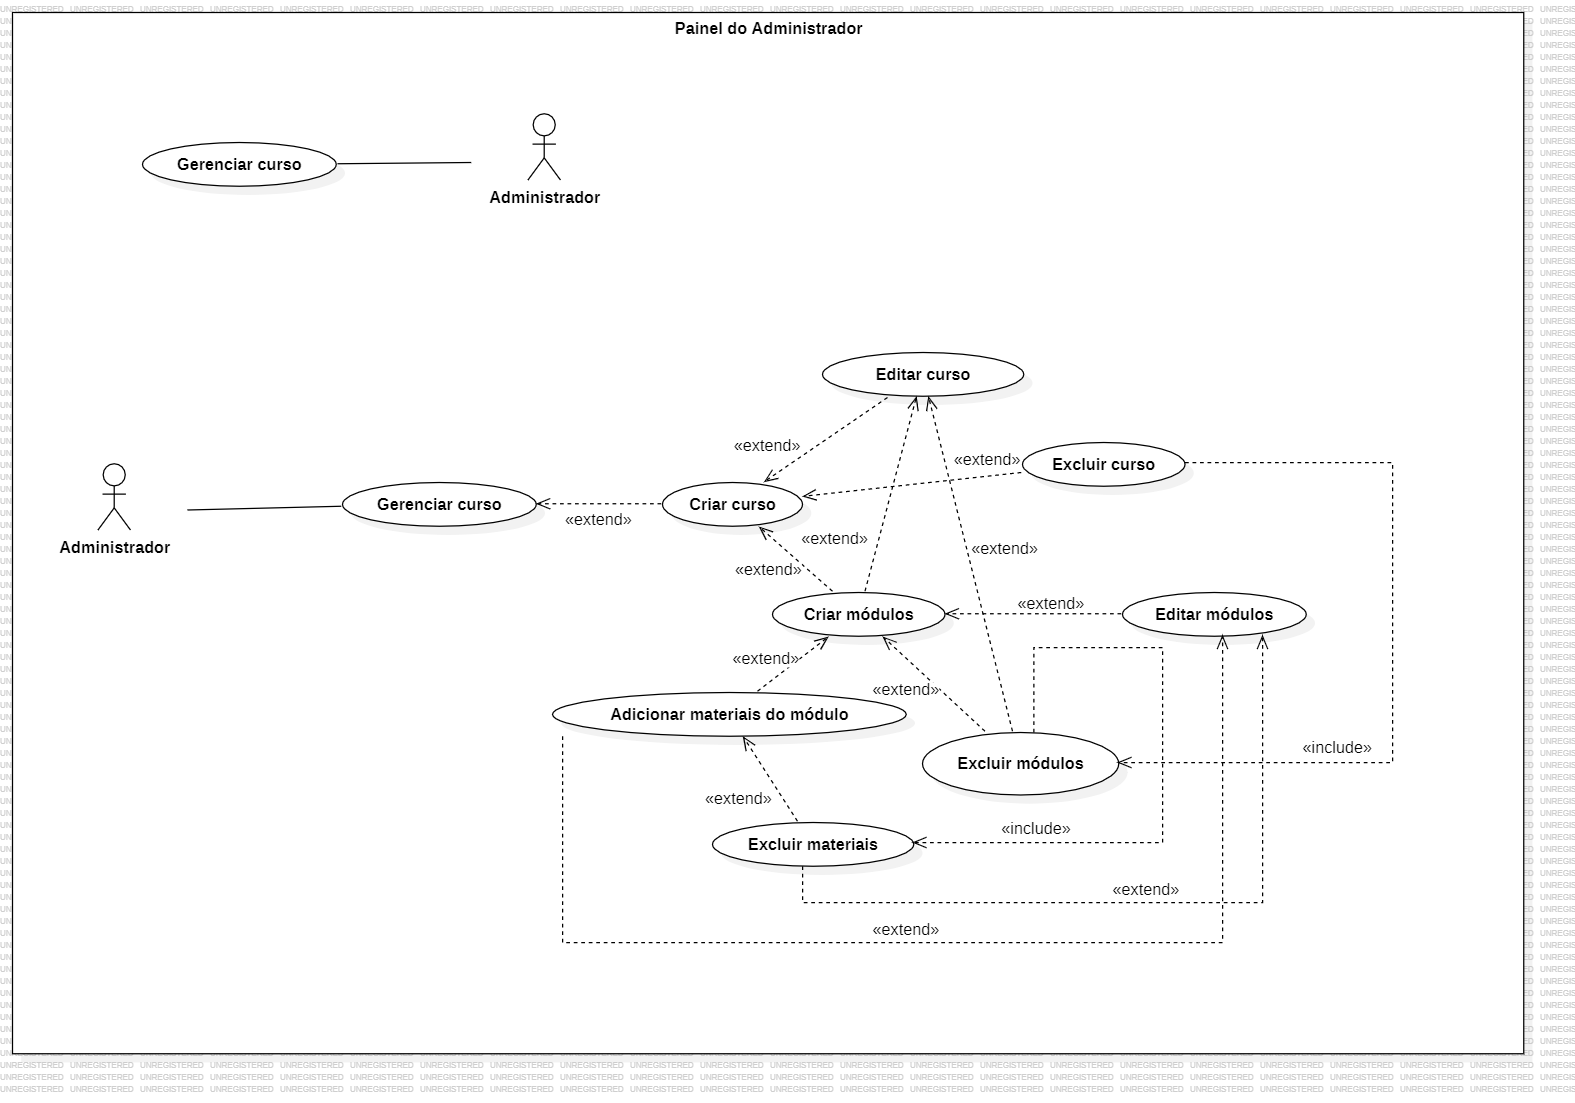 Painel do Administrador
Gerenciar curso
Administrador
Editar curso
«extend»
«extend»
Excluir curso
Administrador
Gerenciar curso
«extend»
Criar curso
«extend»
«extend»
«extend»
Criar módulos
«extend»
Editar módulos
«extend»
«extend»
Adicionar materiais do módulo
«include»
Excluir módulos
«extend»
«include»
Excluir materiais
«extend»
«extend»
UNREGISTERED